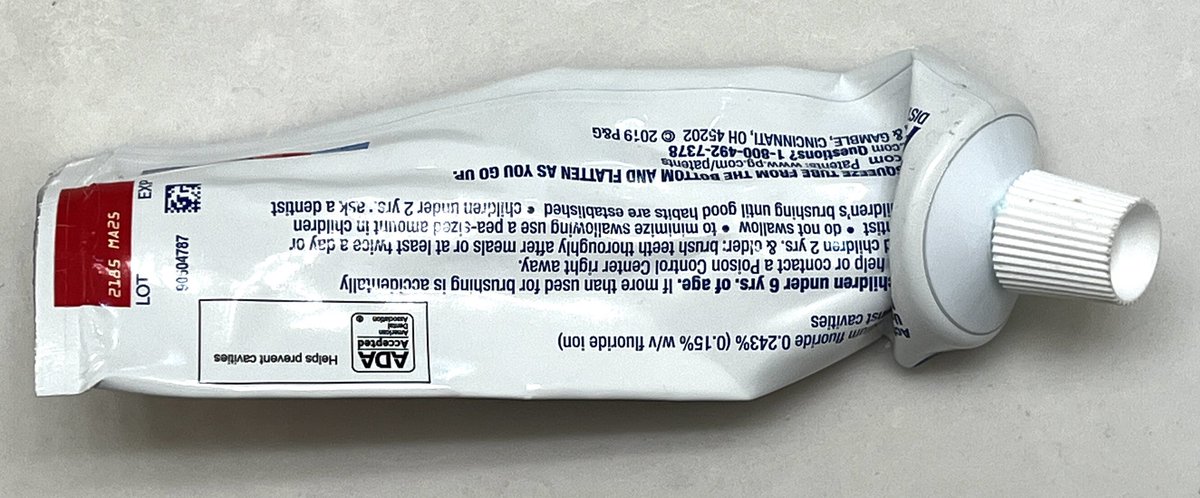 um fluoride 0.243% (0.15% w/v fluoride ion)
nst cavities
ADA
Accepted
American
Dental
Association
Helps prevent cavities
children under 6 yrs. of age. If more than used for brushing is accidentally
help or contact a Poison Control Center right away.
d children 2 yrs. & older: brush teeth thoroughly after meals or at least twice a day or
ntist • do not swallow • to minimize swallowing use a pea-sized amount in children
ildren's brushing until good habits are established • children under 2 yrs.: ask a dentist
SQUEEZE TUBE FROM THE BOTTOM AND FLATTEN AS YOU GO UP.
com Patents: www.pg.com/patents
.com Questions? 1-800-492-7378
& GAMBLE, CINCINNATI, OH 45202 © 2019 P&G
DIS
LOT
EXP
2185 MA25